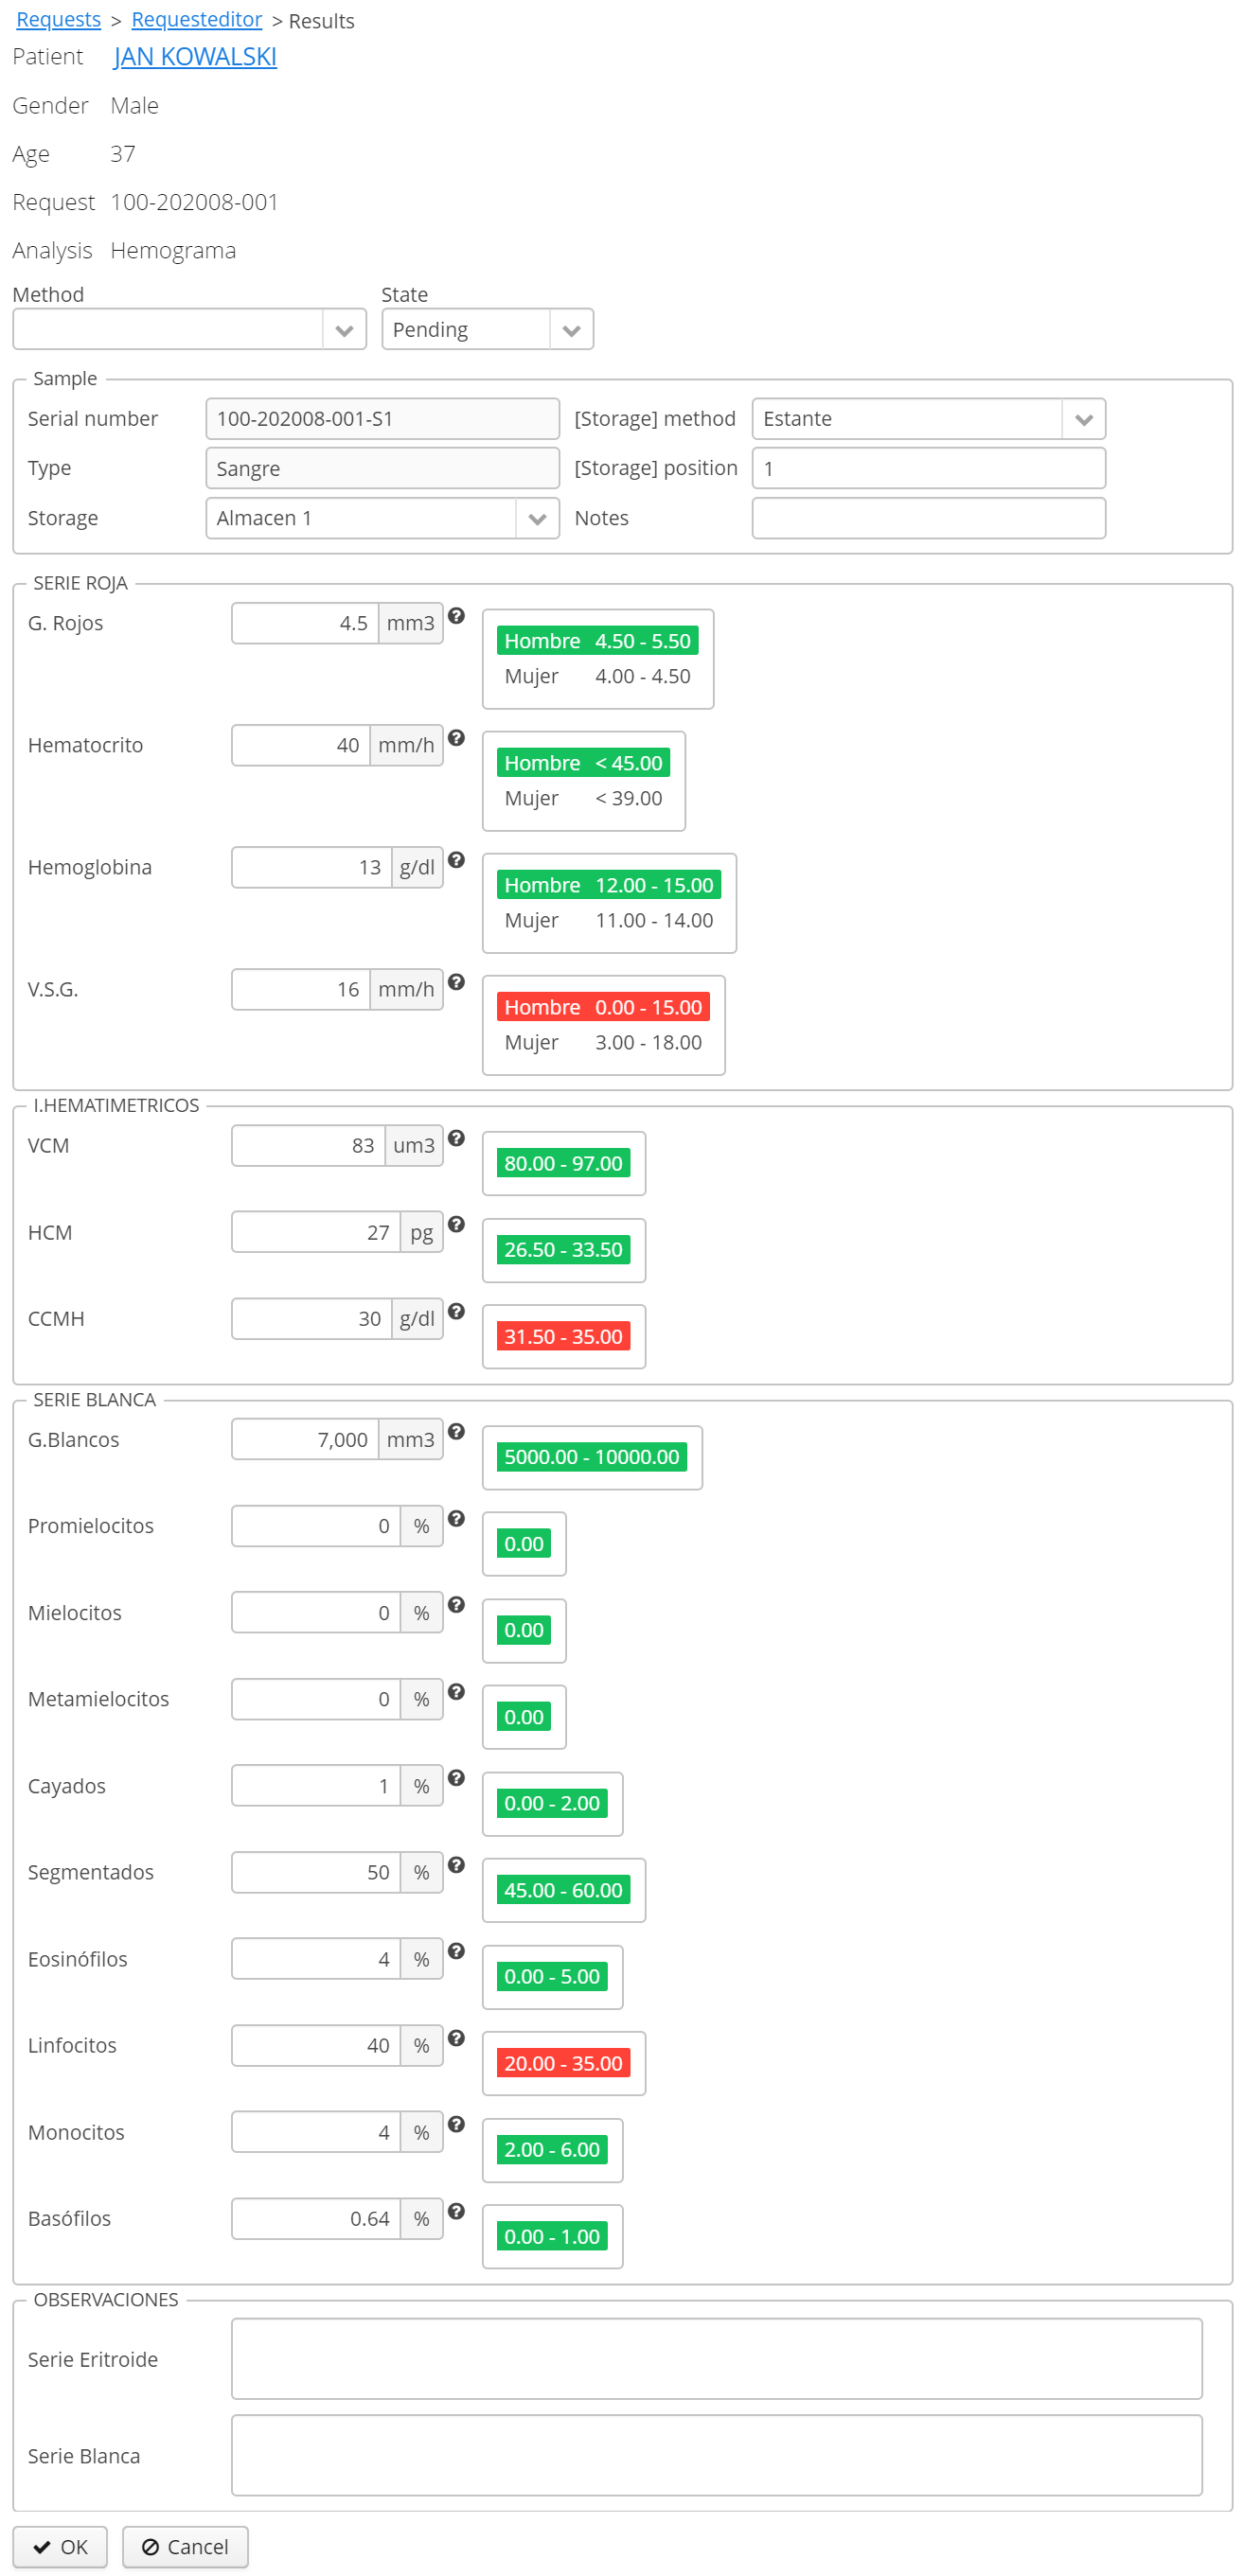 Requests > Requesteditor > Results
Patient JAN KOWALSKI
Gender Male
Age 37
Request 100-202008-001
Analysis Hemograma
Method State
Pending
Sample
Serial number 100-202008-001-S1 [Storage] method Estante
Type Sangre [Storage] position 1
Storage Almacen 1 Notes
SERIE ROJA
G. Rojos 4.5 mm3
Hombre 4.50 - 5.50
Mujer 4.00 - 4.50
Hematocrito 40 mm/h
Hombre < 45.00
Mujer < 39.00
Hemoglobina 13 g/dl
Hombre 12.00 - 15.00
Mujer 11.00 - 14.00
V.S.G. 16 mm/h
Hombre 0.00 - 15.00
Mujer 3.00 - 18.00
I.HEMATIMETRICOS
VCM 83 um3
80.00 - 97.00
HCM 27 pg
26.50 - 33.50
CCMH 30 g/dl
31.50 - 35.00
SERIE BLANCA
G.Blancos 7,000 mm3
5000.00 - 10000.00
Promielocitos 0 %
0.00
Mielocitos 0 %
0.00
Metamielocitos 0 %
0.00
Cayados 1 %
0.00 - 2.00
Segmentados 50 %
45.00 - 60.00
Eosinófilos 4 %
0.00 - 5.00
Linfocitos 40 %
20.00 - 35.00
Monocitos 4 %
2.00 - 6.00
Basófilos 0.64 %
0.00 - 1.00
OBSERVACIONES
Serie Eritroide
Serie Blanca
OK Cancel